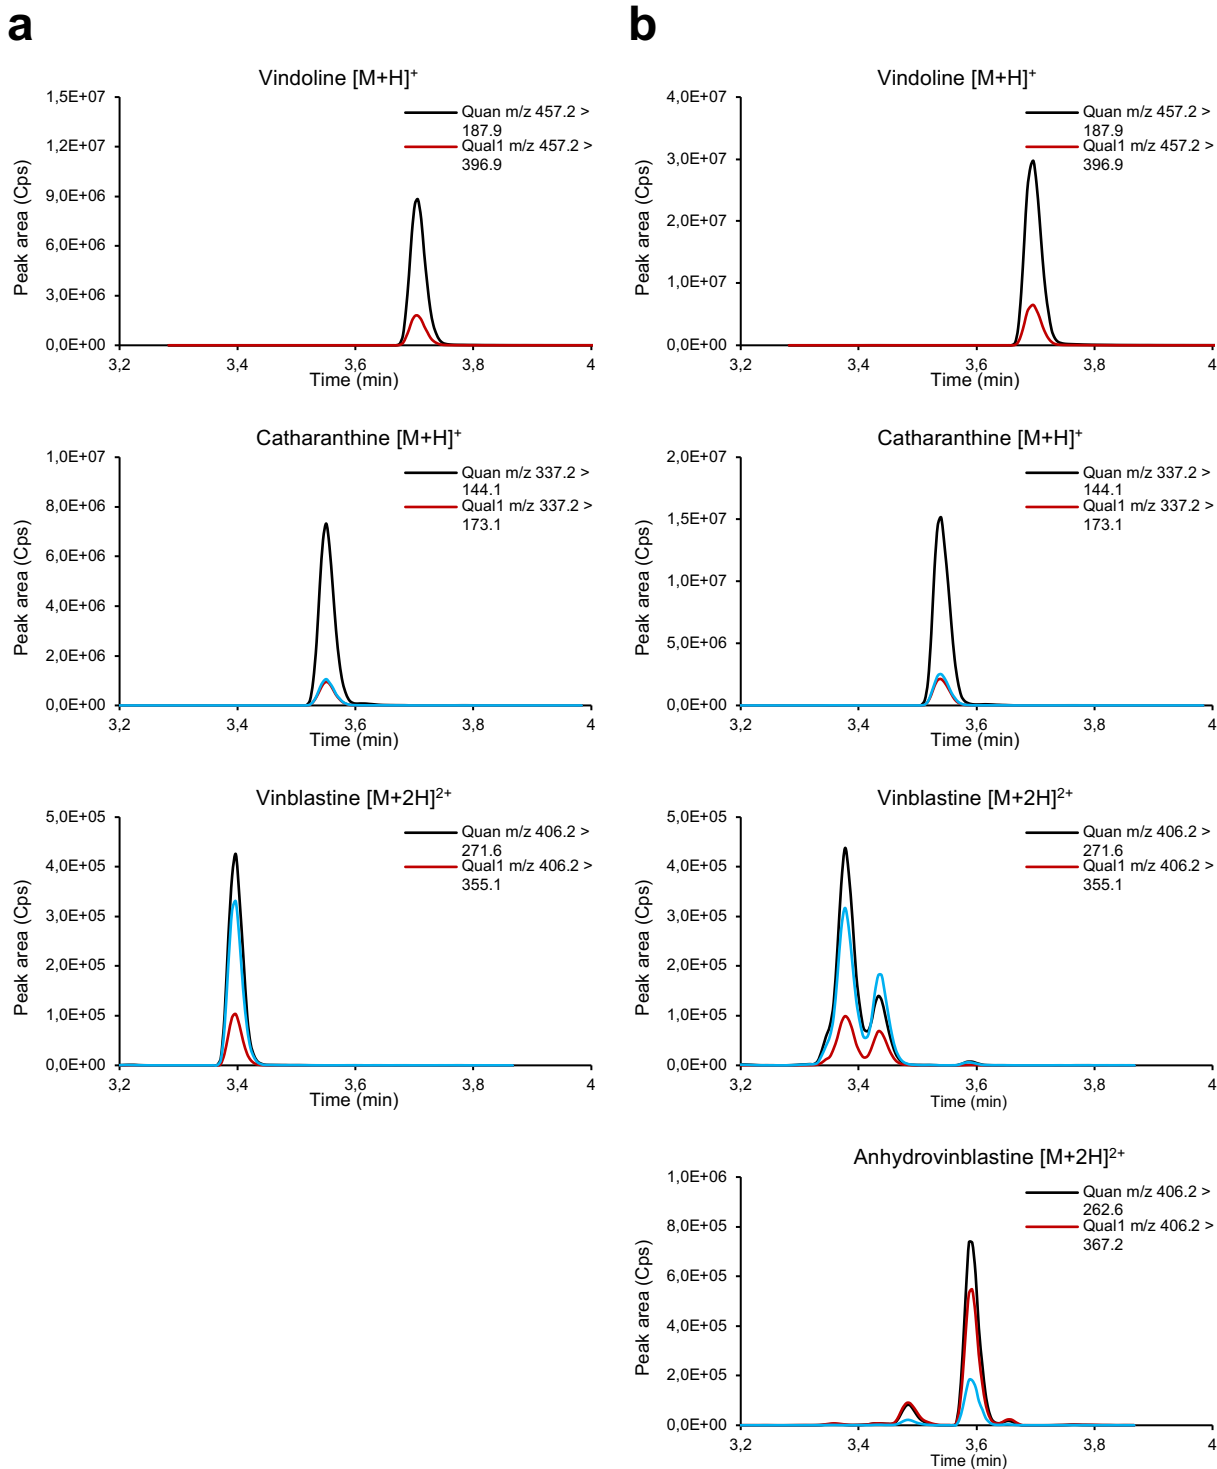 a
Vindoline [M+H]+
1,5E+07
1,2E+07
9,0E+06
6,0E+06
3,0E+06
0,0E+00
Peak area (Cps)
Quan m/z 457.2 >
187.9
Qual1 m/z 457.2 >
396.9
3,2
3,4
3,6
3,8
4
Time (min)
Catharanthine [M+H]+
1,0E+07
8,0E+06
6,0E+06
4,0E+06
2,0E+06
0,0E+00
Peak area (Cps)
Quan m/z 337.2 >
144.1
Qual1 m/z 337.2 >
173.1
3,2
3,4
3,6
3,8
4
Time (min)
Vinblastine [M+2H]2+
5,0E+05
4,0E+05
3,0E+05
2,0E+05
1,0E+05
0,0E+00
Peak area (Cps)
Quan m/z 406.2 >
271.6
Qual1 m/z 406.2 >
355.1
3,2
3,4
3,6
3,8
4
Time (min)
b
Vindoline [M+H]+
4,0E+07
3,0E+07
2,0E+07
1,0E+07
0,0E+00
Peak area (Cps)
Quan m/z 457.2 >
187.9
Qual1 m/z 457.2 >
396.9
3,2
3,4
3,6
3,8
4
Time (min)
Catharanthine [M+H]+
2,0E+07
1,5E+07
1,0E+07
5,0E+06
0,0E+00
Peak area (Cps)
Quan m/z 337.2 >
144.1
Qual1 m/z 337.2 >
173.1
3,2
3,4
3,6
3,8
4
Time (min)
Vinblastine [M+2H]2+
5,0E+05
4,0E+05
3,0E+05
2,0E+05
1,0E+05
0,0E+00
Peak area (Cps)
Quan m/z 406.2 >
271.6
Qual1 m/z 406.2 >
355.1
3,2
3,4
3,6
3,8
4
Time (min)
Anhydrovinblastine [M+2H]2+
1,0E+06
8,0E+05
6,0E+05
4,0E+05
2,0E+05
0,0E+00
Peak area (Cps)
Quan m/z 406.2 >
262.6
Qual1 m/z 406.2 >
367.2
3,2
3,4
3,6
3,8
4
Time (min)